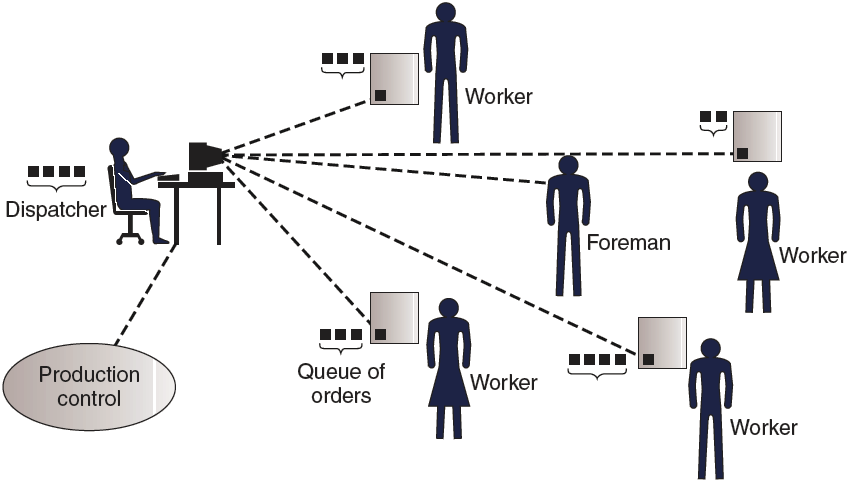 Worker
Dispatcher
Foreman
Worker
Production
control
Queue of
orders
Worker
Worker